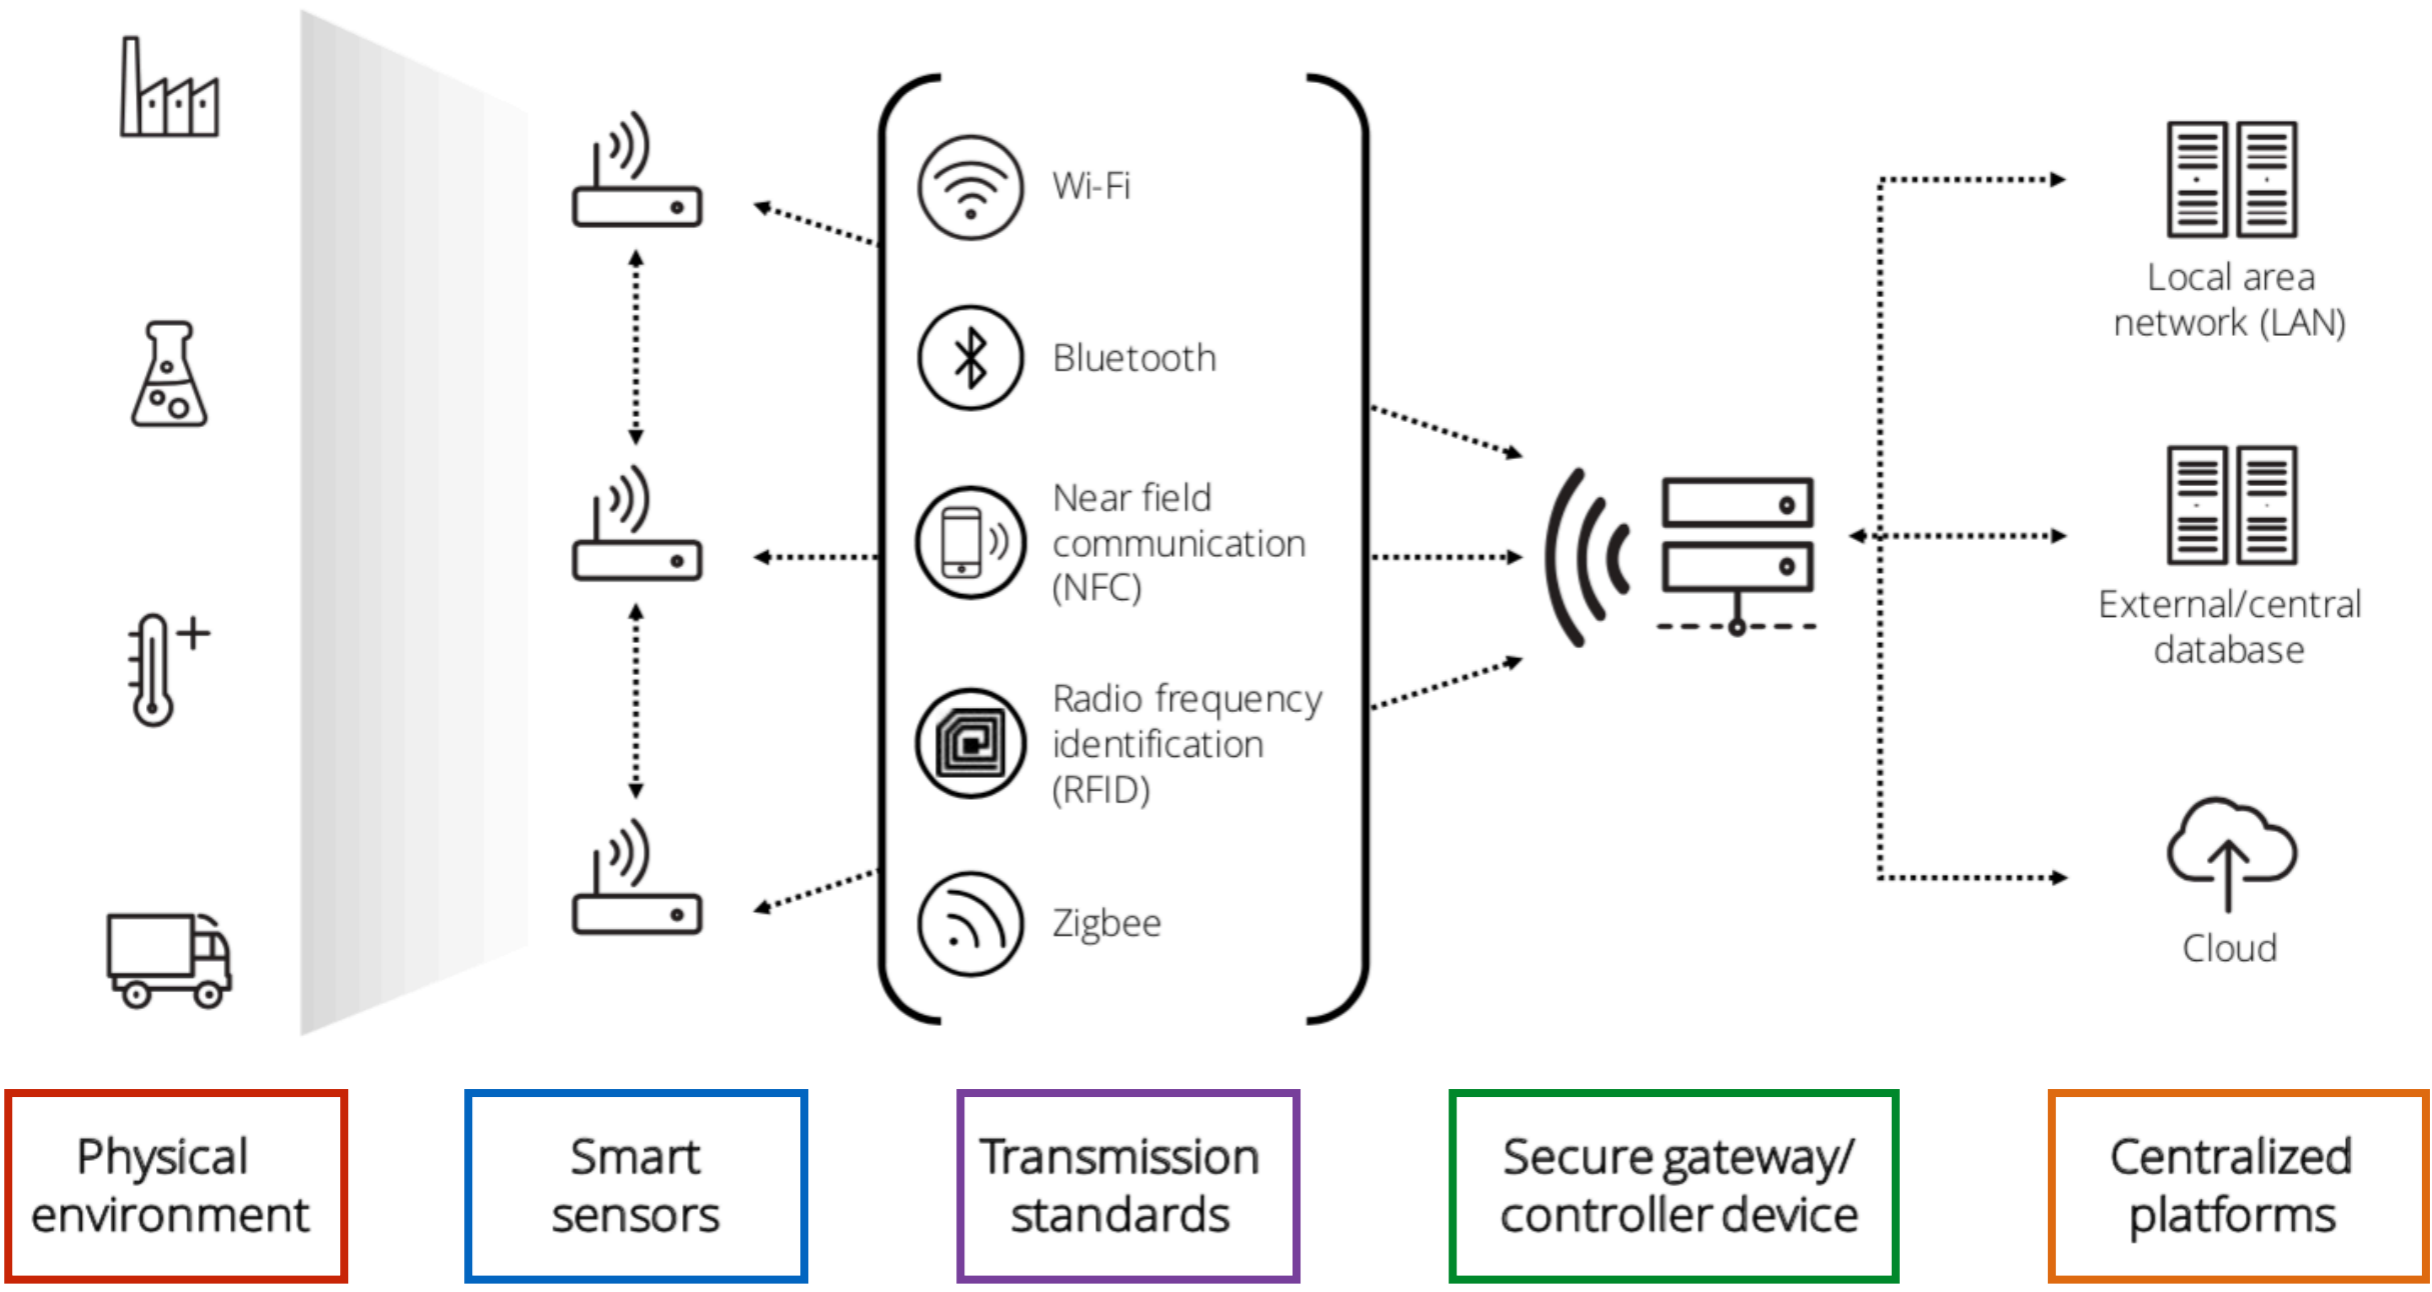 Wi-Fi
Bluetooth
Near field
communication
(NFC)
Radio frequency
identification
(RFID)
Zigbee
Local area
network (LAN)
External/central
database
Cloud
Physical
environment
Smart
sensors
Transmission
standards
Secure gateway/
controller device
Centralized
platforms